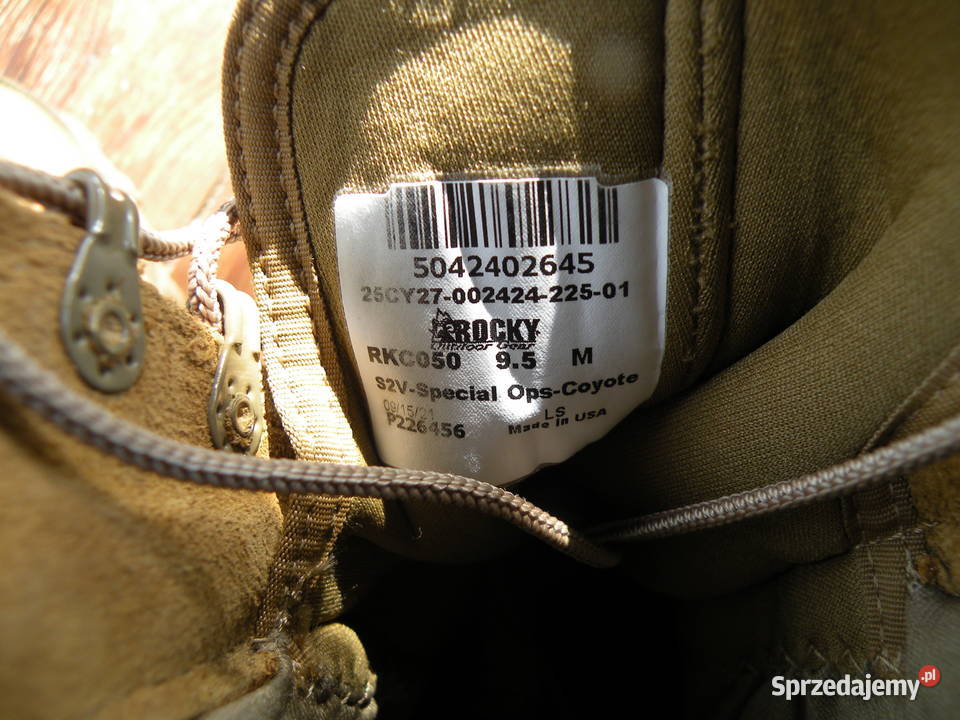 5042402645
25CY27-002424-225-01
ROCKY
Outdoor Gear
RKC050 9.5 M
S2V-Special Ops-Coyote
09/15/21 LS
P226456 Made in USA
Sprzedajemy.pl